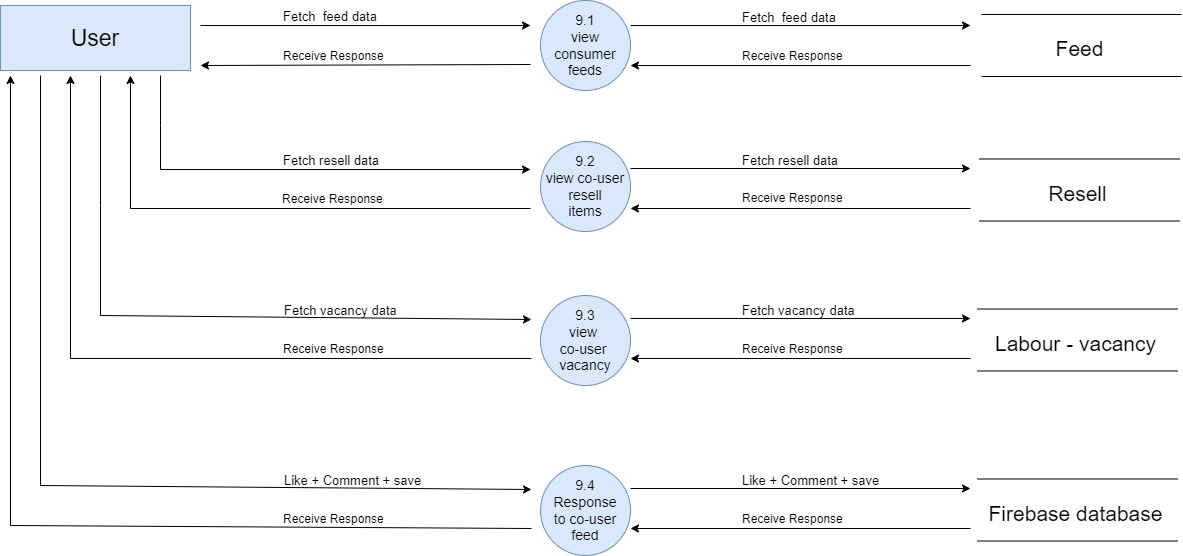 User
Fetch  feed data
Receive Response
9.1
view
consumer
feeds
Fetch  feed data
Receive Response
Feed
Fetch resell data
Receive Response
9.2
view co-user
resell
items
Fetch resell data
Receive Response
Resell
Fetch vacancy data
Receive Response
9.3
view
co-user
vacancy
Fetch vacancy data
Receive Response
Labour - vacancy
Like + Comment + save
Receive Response
9.4
Response
to co-user
feed
Like + Comment + save
Receive Response
Firebase database